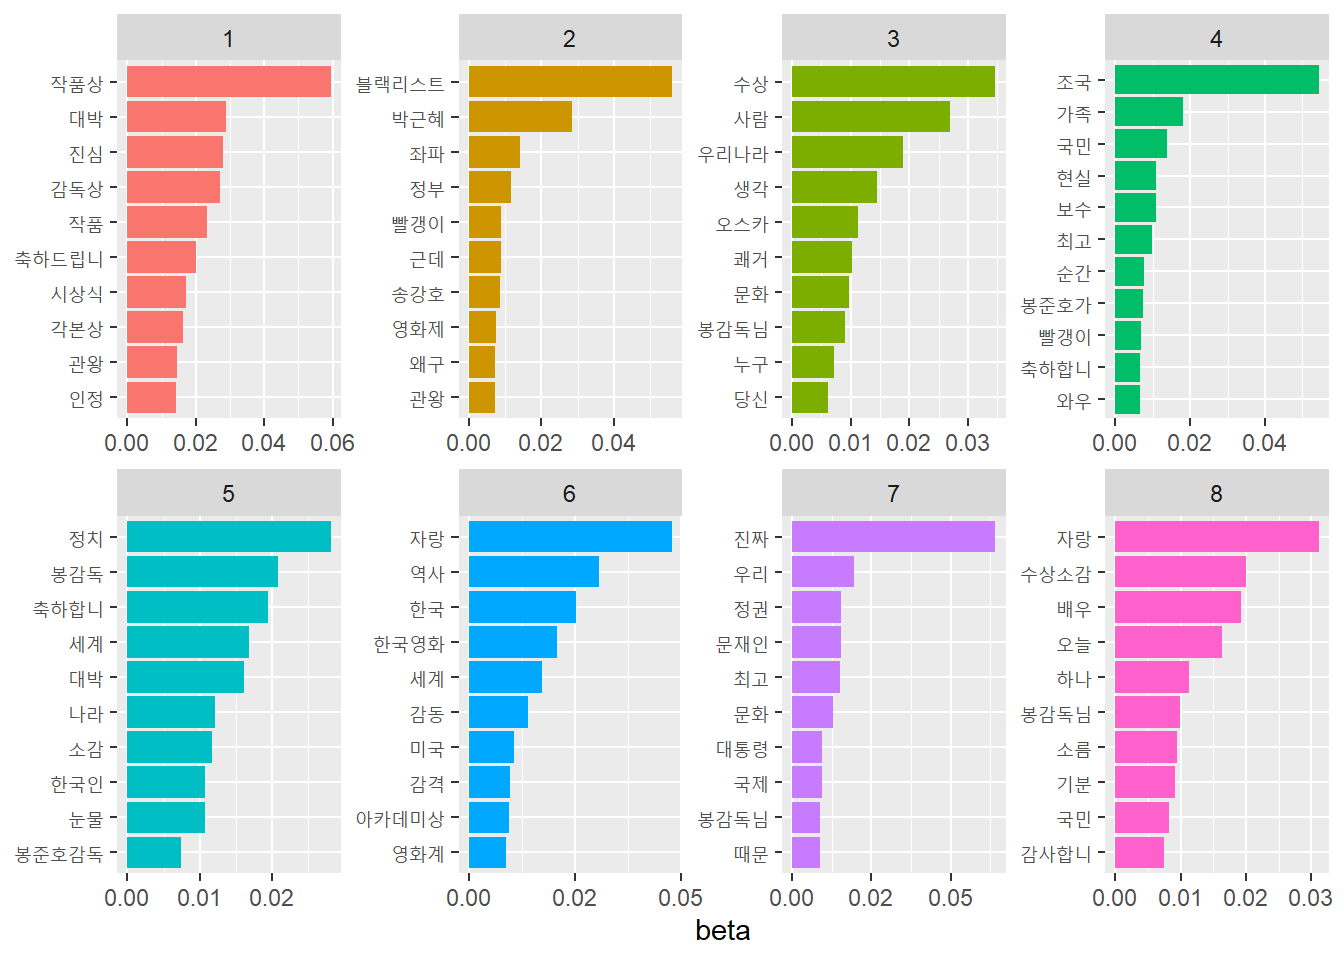 1
작품상
대박
진심
감독상
작품
축하드립니
시상식
각본상
관왕
인정
0.00 0.02 0.04 0.06
2
블랙리스트
박근혜
좌파
정부
빨갱이
근데
송강호
영화제
왜구
관왕
0.00 0.02 0.04
3
수상
사람
우리나라
생각
오스카
쾌거
문화
봉감독님
누구
당신
0.00 0.01 0.02 0.03
4
조국
가족
국민
현실
보수
최고
순간
봉준호가
빨갱이
축하합니
와우
0.00 0.02 0.04
5
정치
봉감독
축하합니
세계
대박
나라
소감
한국인
눈물
봉준호감독
0.00 0.01 0.02
6
자랑
역사
한국
한국영화
세계
감동
미국
감격
아카데미상
영화계
0.00 0.02 0.05
7
진짜
우리
정권
문재인
최고
문화
대통령
국제
봉감독님
때문
0.00 0.02 0.05
8
자랑
수상소감
배우
오늘
하나
봉감독님
소름
기분
국민
감사합니
0.00 0.01 0.02 0.03
beta